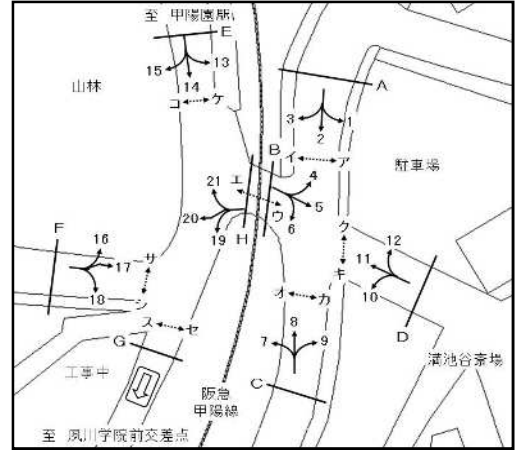 至 甲陽園駅
E
15
14
13
コ
ケ
山林
A
3
2
1
イ
ア
駐車場
B
4
5
6
エ
ウ
21
20
19
H
F
16
17
18
サ
シ
ス
セ
G
ク
キ
12
11
10
D
オ
カ
8
7
9
C
満池谷斎場
工事中
阪急
甲陽線
至 夙川学院前交差点